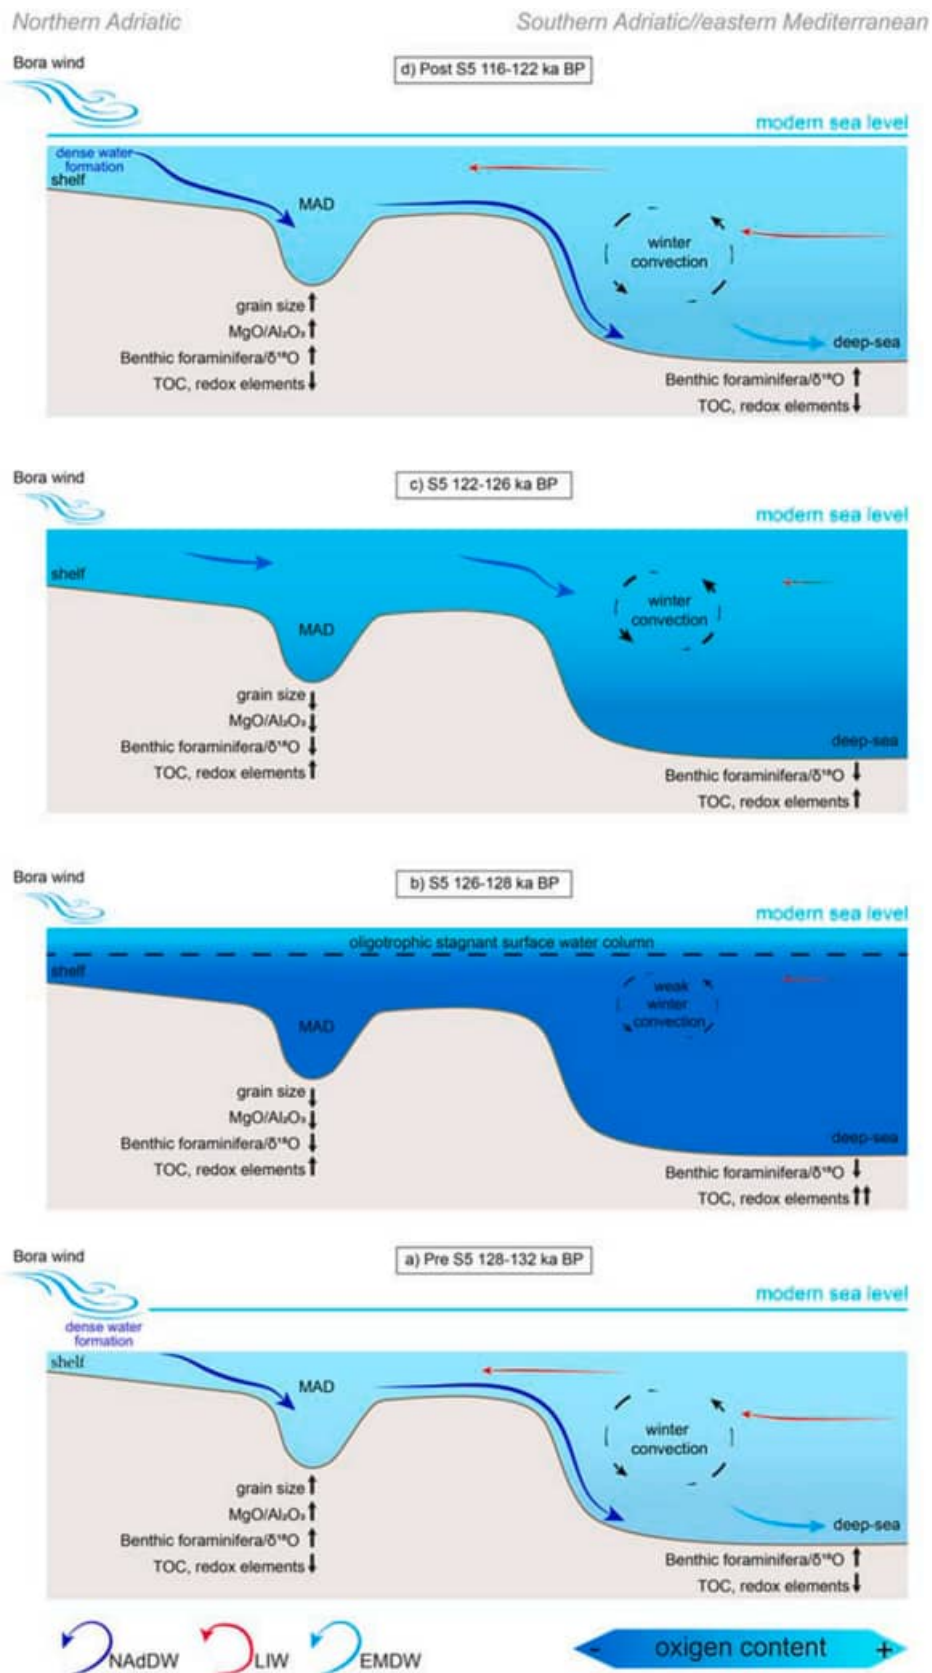 Northern Adriatic
Southern Adriatic//eastern Mediterranean
Bora wind
d) Post S5 116-122 ka BP
modern sea level
dense water
formation
shelf
MAD
winter
convection
deep-sea
grain size↑
MgO/Al₂O₃↑
Benthic foraminifera/δ¹⁸O ↑
TOC, redox elements↓
Benthic foraminifera/δ¹⁸O ↑
TOC, redox elements↓
Bora wind
c) S5 122-126 ka BP
modern sea level
shelf
MAD
winter
convection
deep-sea
grain size↓
MgO/Al₂O₃↓
Benthic foraminifera/δ¹⁸O ↓
TOC, redox elements↑
Benthic foraminifera/δ¹⁸O ↓
TOC, redox elements↑
Bora wind
b) S5 126-128 ka BP
modern sea level
oligotrophic stagnant surface water column
shelf
MAD
weak
winter
convection
deep-sea
grain size↓
MgO/Al₂O₃↓
Benthic foraminifera/δ¹⁸O ↓
TOC, redox elements↑
Benthic foraminifera/δ¹⁸O ↓
TOC, redox elements↑↑
Bora wind
a) Pre S5 128-132 ka BP
modern sea level
dense water
formation
shelf
MAD
winter
convection
deep-sea
grain size↑
MgO/Al₂O₃↑
Benthic foraminifera/δ¹⁸O ↑
TOC, redox elements↓
Benthic foraminifera/δ¹⁸O ↑
TOC, redox elements↓
NAdDW
LIW
EMDW
- oxigen content +